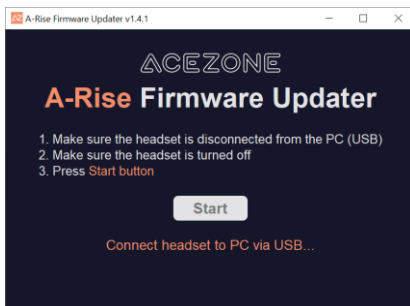 A-Rise Firmware Updater v1.4.1
ACEZONE
A-Rise Firmware Updater
1. Make sure the headset is disconnected from the PC (USB)
2. Make sure the headset is turned off
3. Press Start button
Start
Connect headset to PC via USB...